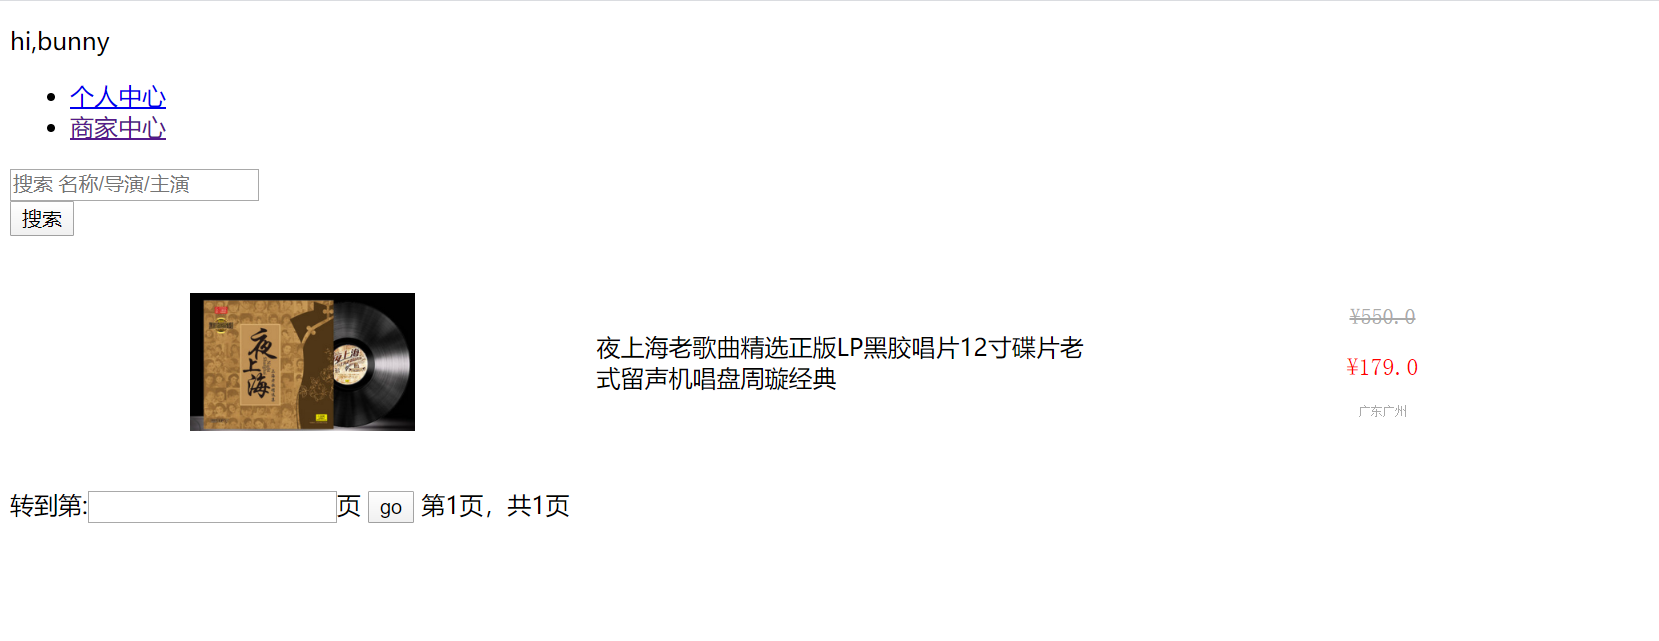 hi,bunny
个人中心
商家中心
搜索 名称/导演/主演
搜索
夜上海
夜上海老歌曲精选正版LP黑胶唱片12寸碟片老
式留声机唱盘周璇经典
¥550.0
¥179.0
广东广州
转到第:页 go 第1页，共1页